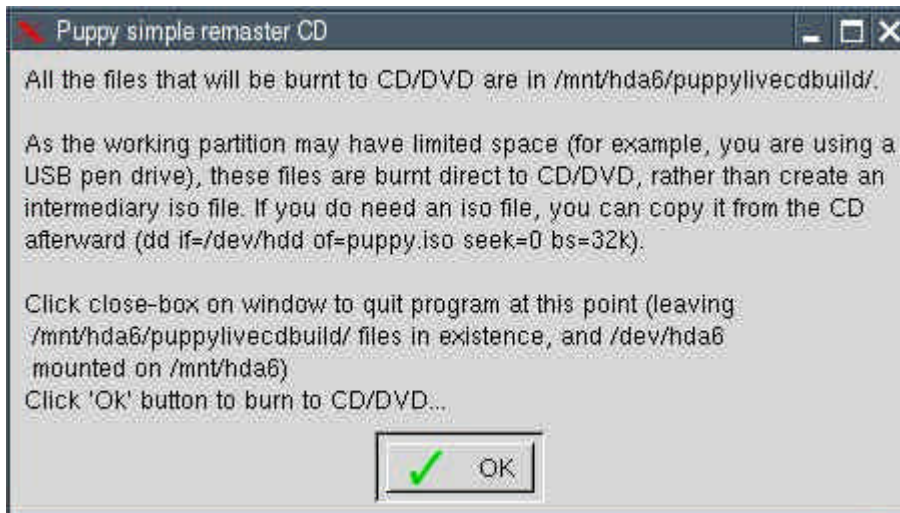 Puppy simple remaster CD
All the files that will be burnt to CD/DVD are in /mnt/hda6/puppylivecdbuild/.
As the working partition may have limited space (for example, you are using a
USB pen drive), these files are burnt direct to CD/DVD, rather than create an
intermediary iso file. If you do need an iso file, you can copy it from the CD
afterward (dd if=/dev/hdd of=puppy.iso seek=0 bs=32k).
Click close-box on window to quit program at this point (leaving
/mnt/hda6/puppylivecdbuild/ files in existence, and /dev/hda6
mounted on /mnt/hda6)
Click 'Ok' button to burn to CD/DVD...
OK